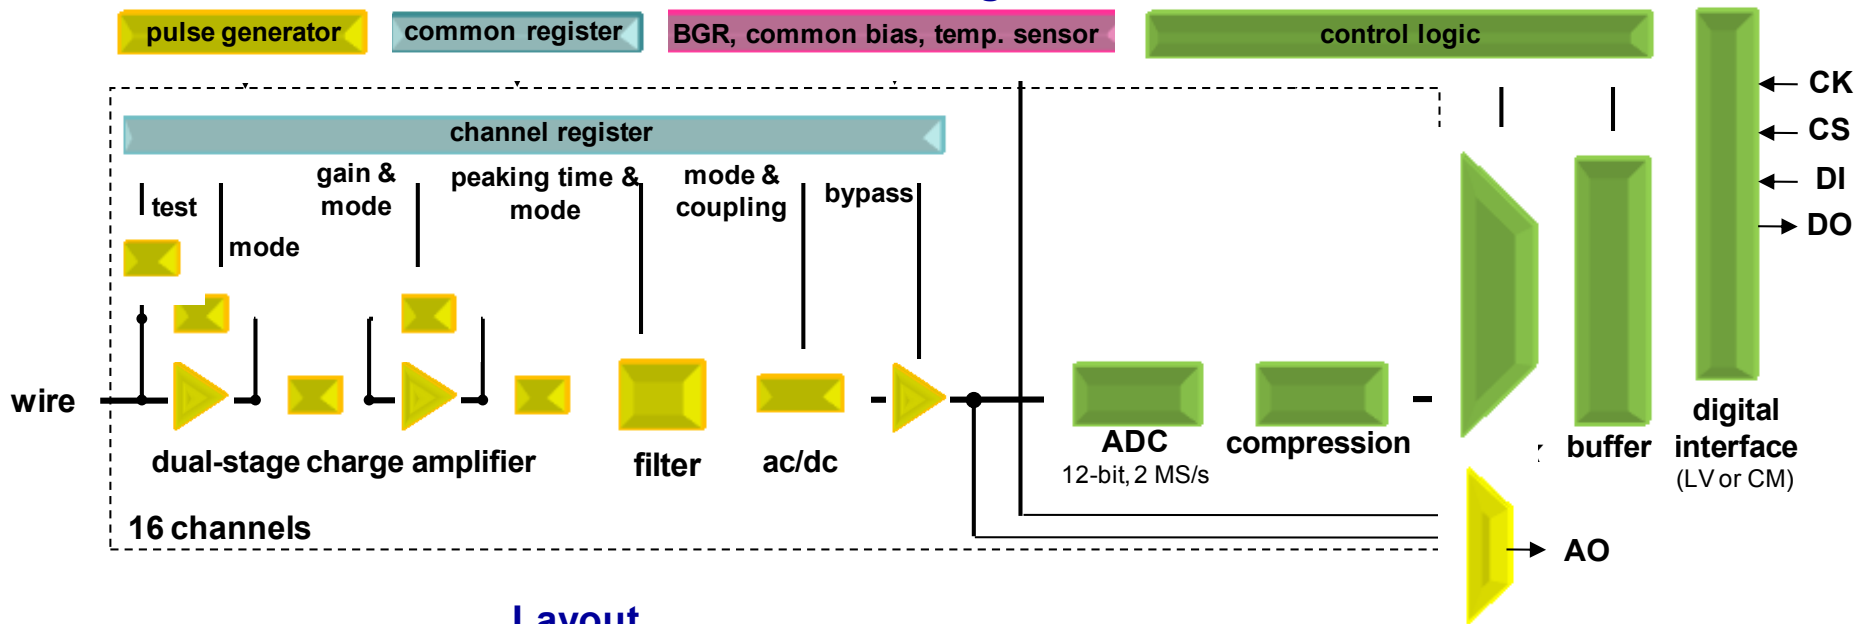 pulse generator
common register
BGR, common bias, temp. sensor
control logic
CK
CS
DI
DO
channel register
test
mode
gain &
mode
peaking time &
mode
mode &
coupling
bypass
wire
dual-stage charge amplifier
filter
ac/dc
ADC
12-bit, 2 MS/s
compression
buffer
digital
interface
(LV or CM)
16 channels
AO
Layout